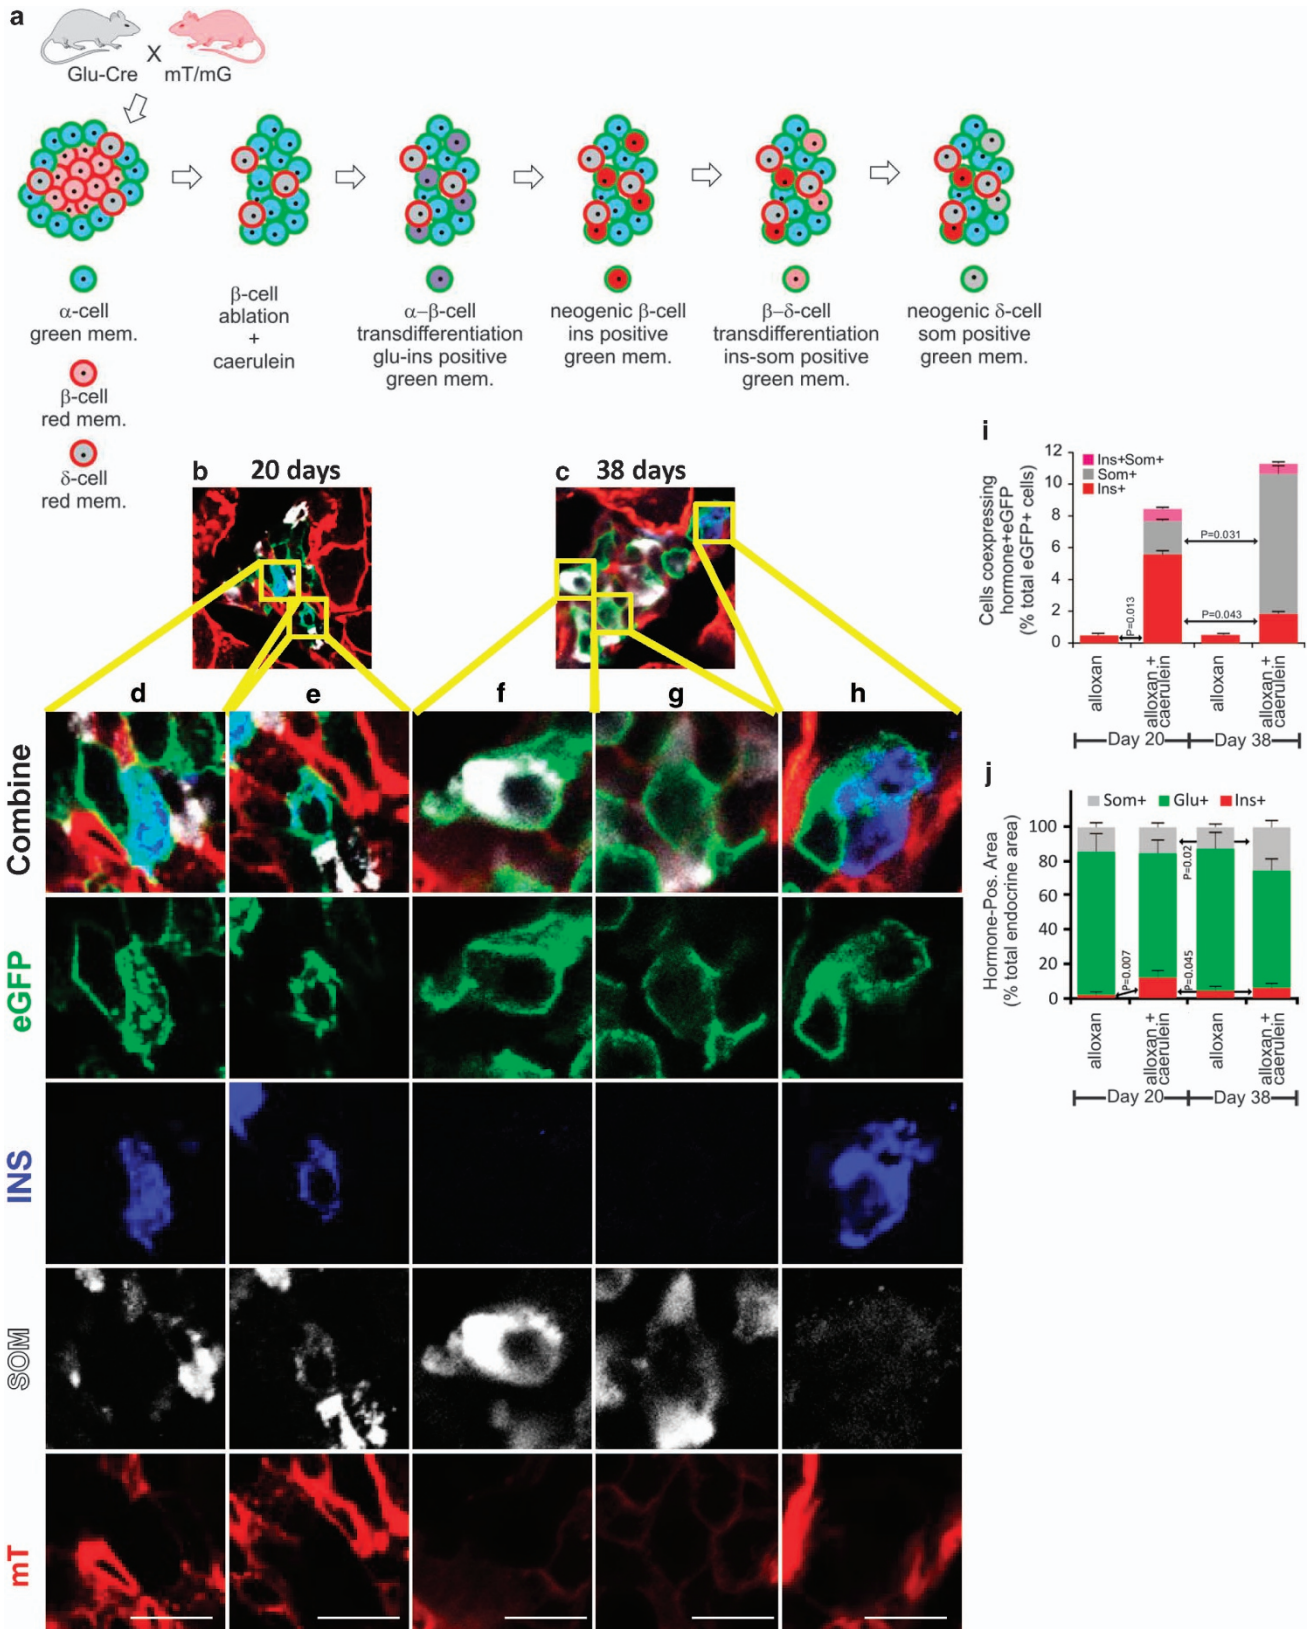 a
Glu-Cre X mT/mG
α-cell
green mem.
β-cell
red mem.
δ-cell
red mem.
β-cell
ablation
+
caerulein
α–β-cell
transdifferentiation
glu-ins positive
green mem.
neogenic β-cell
ins positive
green mem.
β–δ-cell
transdifferentiation
ins-som positive
green mem.
neogenic δ-cell
som positive
green mem.
b 20 days
c 38 days
d e f g h
Combine
eGFP
INS
SOM
mT
i
Cells coexpressing
hormone+eGFP
(% total eGFP+ cells)
12
10
8
6
4
2
0
Ins+Som+
Som+
Ins+
P=0.013
P=0.031
P=0.043
alloxan
alloxan +
caerulein
alloxan
alloxan +
caerulein
Day 20 Day 38
j
Som+ Glu+ Ins+
Hormone-Pos. Area
(% total endocrine area)
100
80
60
40
20
0
P=0.007
P=0.02
P=0.045
alloxan
alloxan +
caerulein
alloxan
alloxan +
caerulein
Day 20 Day 38